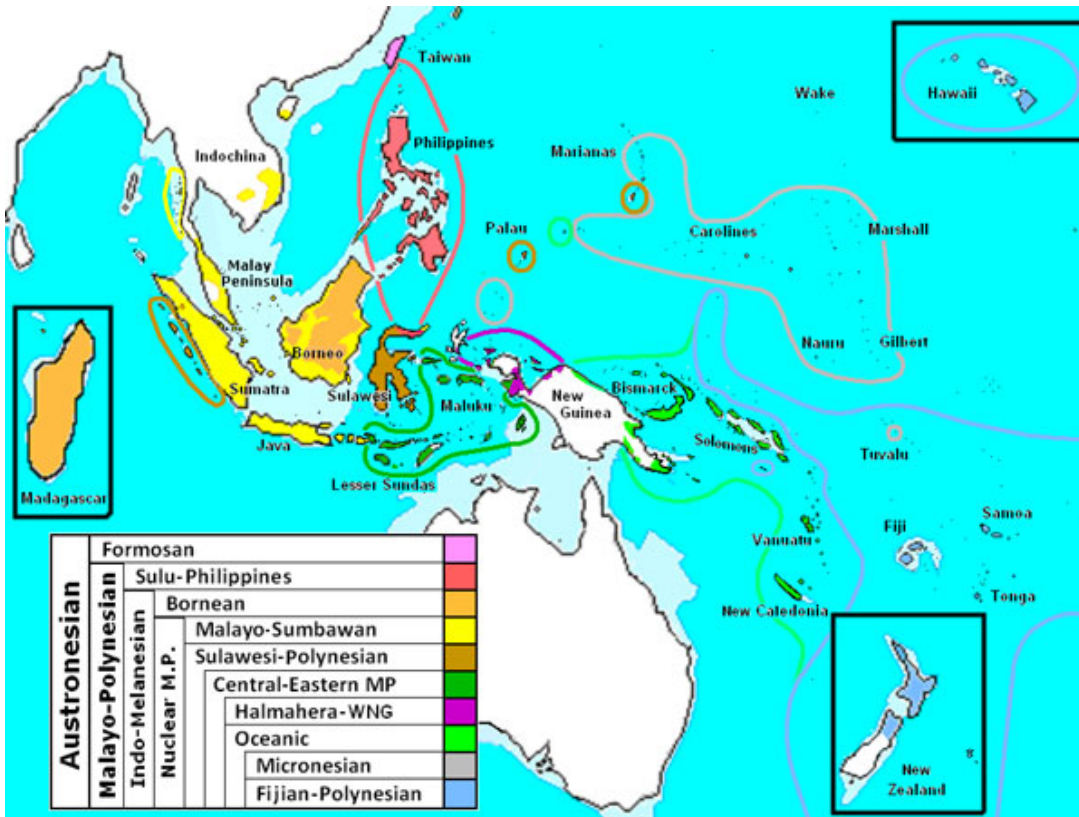 Taiwan
Hawaii
Wake
Philippines
Indochina
Marianas
Palau
Carolines
Marshall
Malay
Peninsula
Nauru
Gilbert
Borneo
Sumatra
Sulawesi
Maluku
New
Guinea
Bismarck
Java
Solomons
Tuvalu
Lesser Sundas
Madagascar
Samoa
Fiji
Vanuatu
Tonga
New Caledonia
New
Zealand
Austronesian
Malayo-Polynesian
Indo-Melanesian
Nuclear M.P.
Formosan
Sulu-Philippines
Bornean
Malayo-Sumbawan
Sulawesi-Polynesian
Central-Eastern MP
Halmahera-WNG
Oceanic
Micronesian
Fijian-Polynesian